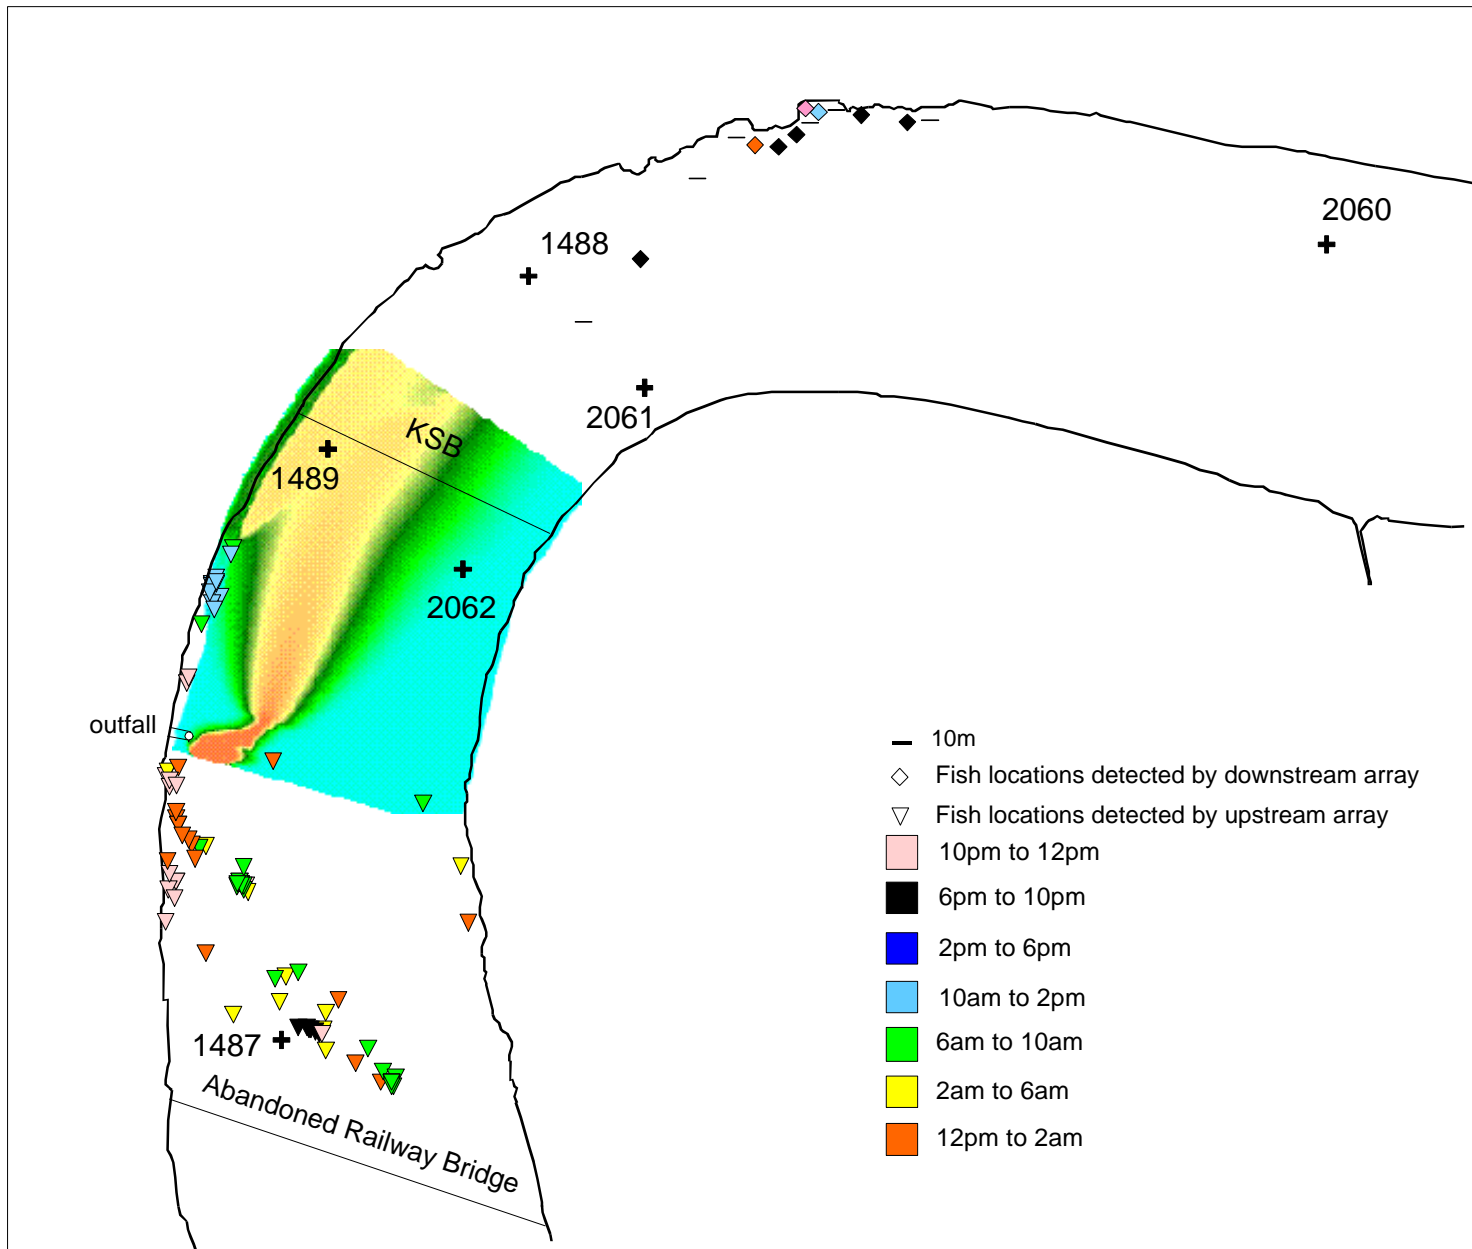 2060
1488
2061
KSB
1489
2062
outfall
10m
Fish locations detected by downstream array
Fish locations detected by upstream array
10pm to 12pm
6pm to 10pm
2pm to 6pm
10am to 2pm
6am to 10am
2am to 6am
12pm to 2am
1487
Abandoned Railway Bridge